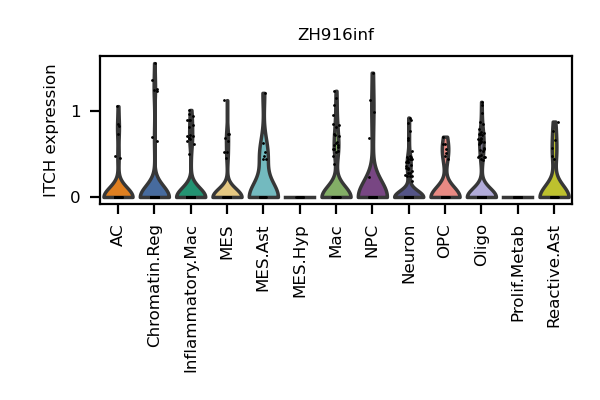 ZH916inf
ITCH expression
1
0
AC
Chromatin.Reg
Inflammatory.Mac
MES
MES.Ast
MES.Hyp
Mac
NPC
Neuron
OPC
Oligo
Prolif.Metab
Reactive.Ast